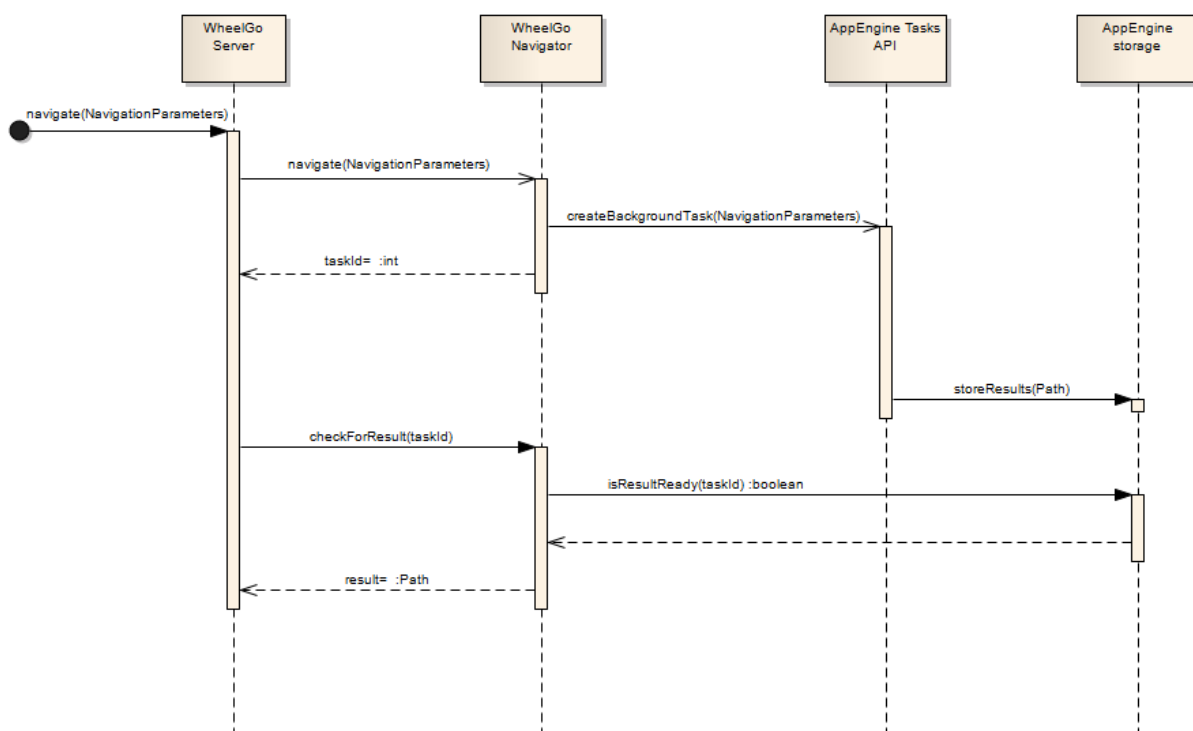 WheelGo
Server
WheelGo
Navigator
AppEngine Tasks
API
AppEngine
storage
navigate(NavigationParameters)
navigate(NavigationParameters)
createBackgroundTask(NavigationParameters)
taskId=  :int
storeResults(Path)
checkForResult(taskId)
isResultReady(taskId) :boolean
result=  :Path